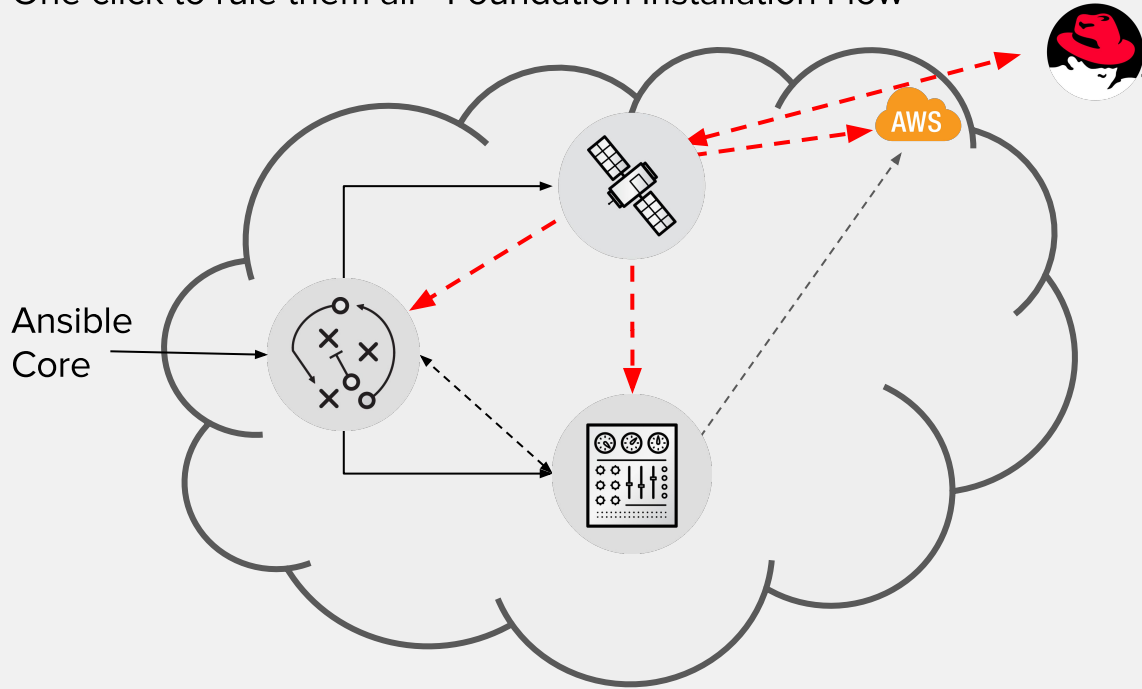 One click to rule them all - Foundation Installation Flow
AWS
Ansible
Core